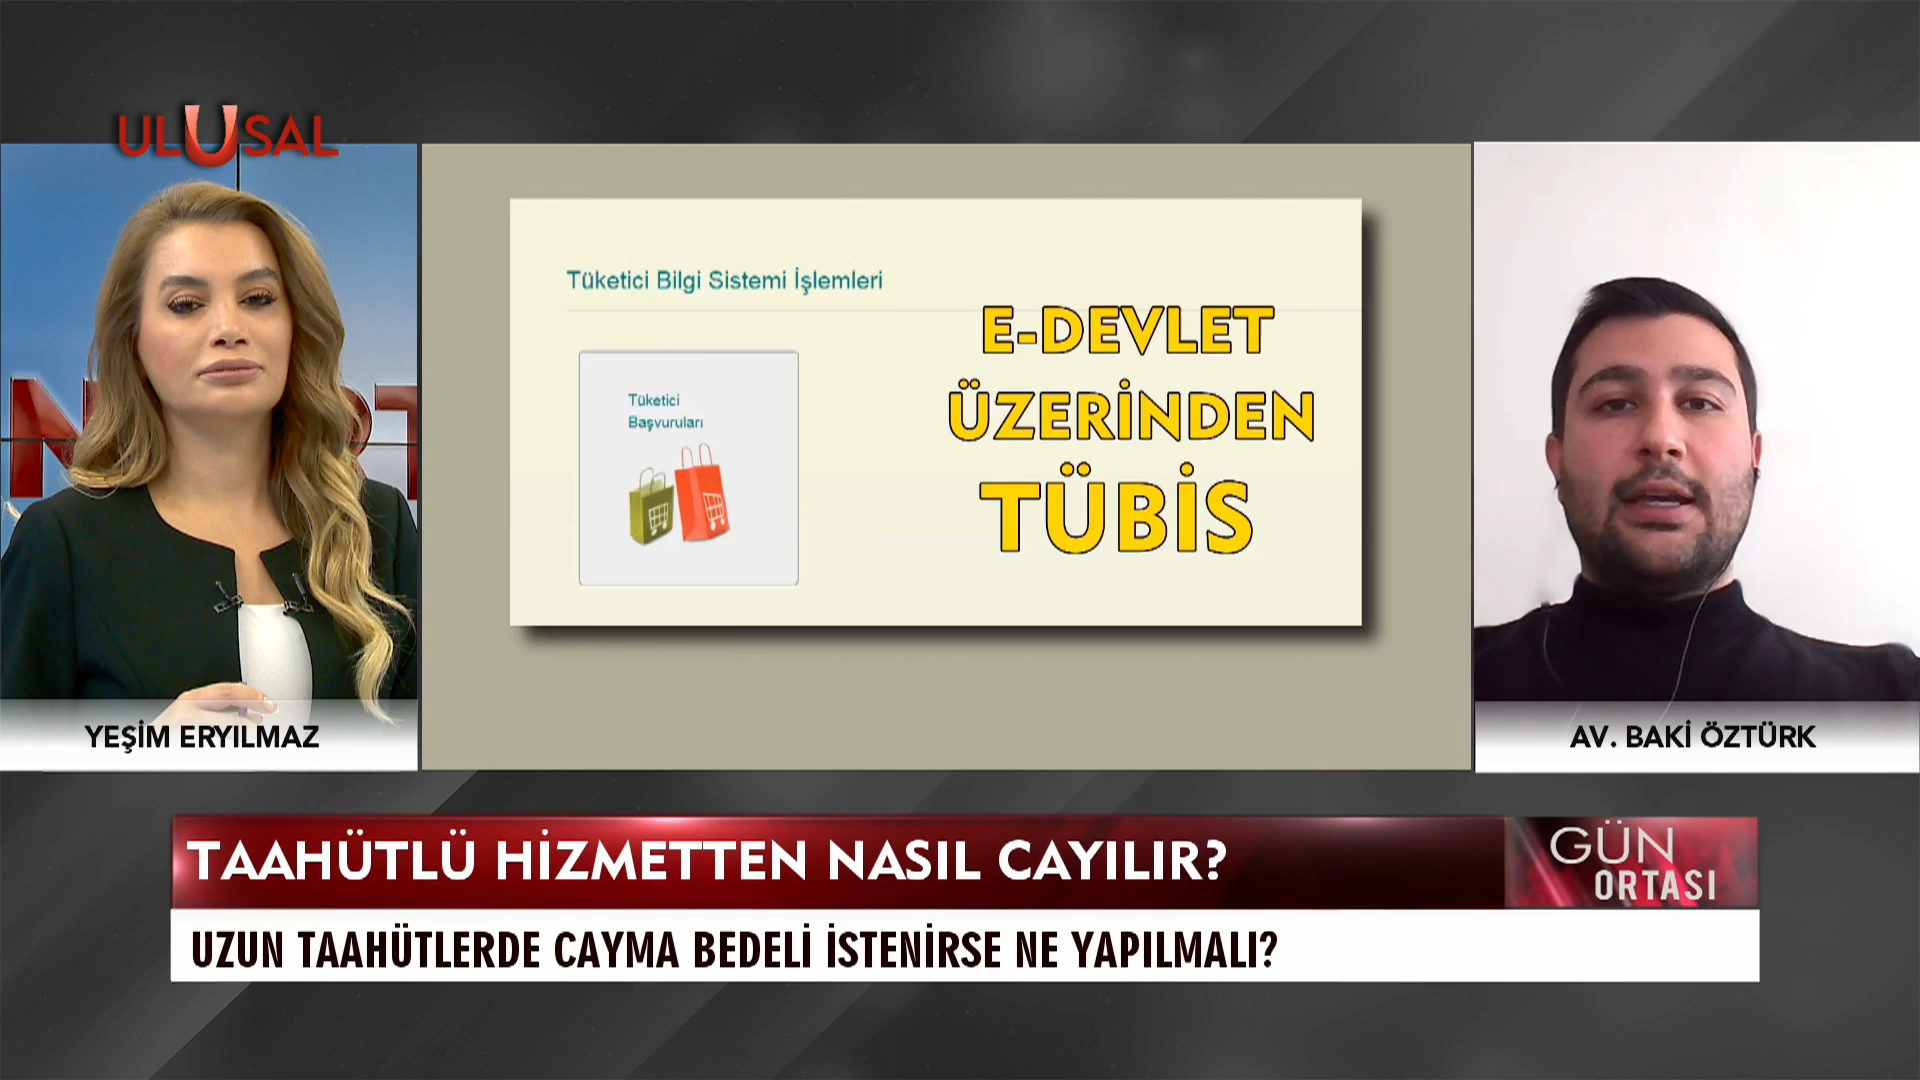 ULUSAL
Tüketici Bilgi Sistemi İşlemleri
Tüketici
Başvuruları
E-DEVLET
ÜZERİNDEN
TÜBİS
YEŞİM ERYILMAZ
AV. BAKİ ÖZTÜRK
TAAHÜTLÜ HİZMETTEN NASIL CAYILIR?
GÜN
ORTASI
UZUN TAAHÜTLERDE CAYMA BEDELİ İSTENİRSE NE YAPILMALI?